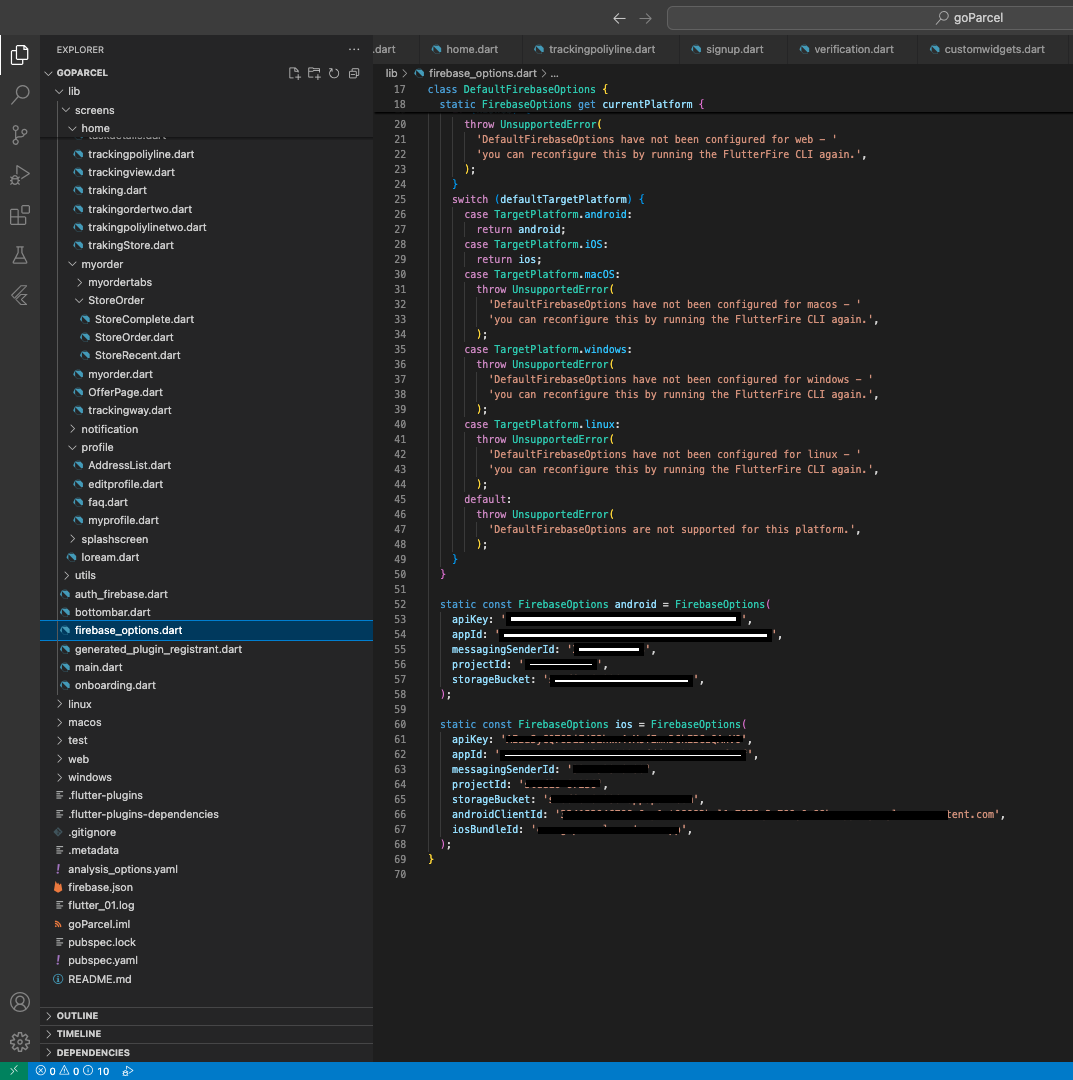 goParcel
EXPLORER
.dart
home.dart
trackingpoliyline.dart
signup.dart
verification.dart
customwidgets.dart
GOPARCEL
lib
screens
home
trackingpoliyline.dart
trackingview.dart
traking.dart
trakingordertwo.dart
trakingpoliylinetwo.dart
trakingStore.dart
myorder
myordertabs
StoreOrder
StoreComplete.dart
StoreOrder.dart
StoreRecent.dart
myorder.dart
OfferPage.dart
trackingway.dart
notification
profile
AddressList.dart
editprofile.dart
faq.dart
myprofile.dart
splashscreen
loream.dart
utils
auth_firebase.dart
bottombar.dart
firebase_options.dart
generated_plugin_registrant.dart
main.dart
onboarding.dart
linux
macos
test
web
windows
.flutter-plugins
.flutter-plugins-dependencies
.gitignore
.metadata
analysis_options.yaml
firebase.json
flutter_01.log
goParcel.iml
pubspec.lock
pubspec.yaml
README.md
OUTLINE
TIMELINE
DEPENDENCIES
lib > firebase_options.dart > ...
17 class DefaultFirebaseOptions {
18 static FirebaseOptions get currentPlatform {
20 throw UnsupportedError(
21 'DefaultFirebaseOptions have not been configured for web - '
22 'you can reconfigure this by running the FlutterFire CLI again.',
23 );
24 }
25 switch (defaultTargetPlatform) {
26 case TargetPlatform.android:
27 return android;
28 case TargetPlatform.iOS:
29 return ios;
30 case TargetPlatform.macOS:
31 throw UnsupportedError(
32 'DefaultFirebaseOptions have not been configured for macos - '
33 'you can reconfigure this by running the FlutterFire CLI again.',
34 );
35 case TargetPlatform.windows:
36 throw UnsupportedError(
37 'DefaultFirebaseOptions have not been configured for windows - '
38 'you can reconfigure this by running the FlutterFire CLI again.',
39 );
40 case TargetPlatform.linux:
41 throw UnsupportedError(
42 'DefaultFirebaseOptions have not been configured for linux - '
43 'you can reconfigure this by running the FlutterFire CLI again.',
44 );
45 default:
46 throw UnsupportedError(
47 'DefaultFirebaseOptions are not supported for this platform.',
48 );
49 }
50 }
51
52 static const FirebaseOptions android = FirebaseOptions(
53 apiKey: '',
54 appId: '',
55 messagingSenderId: '',
56 projectId: '',
57 storageBucket: '',
58 );
59
60 static const FirebaseOptions ios = FirebaseOptions(
61 apiKey: '',
62 appId: '',
63 messagingSenderId: '',
64 projectId: '',
65 storageBucket: '',
66 androidClientId: 'tent.com',
67 iosBundleId: '',
68 );
69 }
70
0 0 10